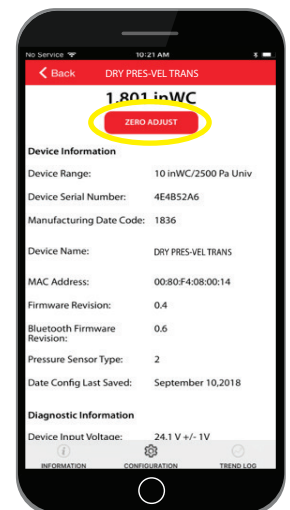 No Service 10:21 AM
Back DRY PRES-VEL TRANS
1.801 inWC
ZERO ADJUST
Device Information
Device Range: 10 inWC/2500 Pa Univ
Device Serial Number: 4E4B52A6
Manufacturing Date Code: 1836
Device Name: DRY PRES-VEL TRANS
MAC Address: 00:80:F4:08:00:14
Firmware Revision: 0.4
Bluetooth Firmware 0.6
Revision:
Pressure Sensor Type: 2
Date Config Last Saved: September 10,2018
Diagnostic Information
Device Input Voltage: 24.1 V +/- 1V
INFORMATION CONFIGURATION TREND LOG